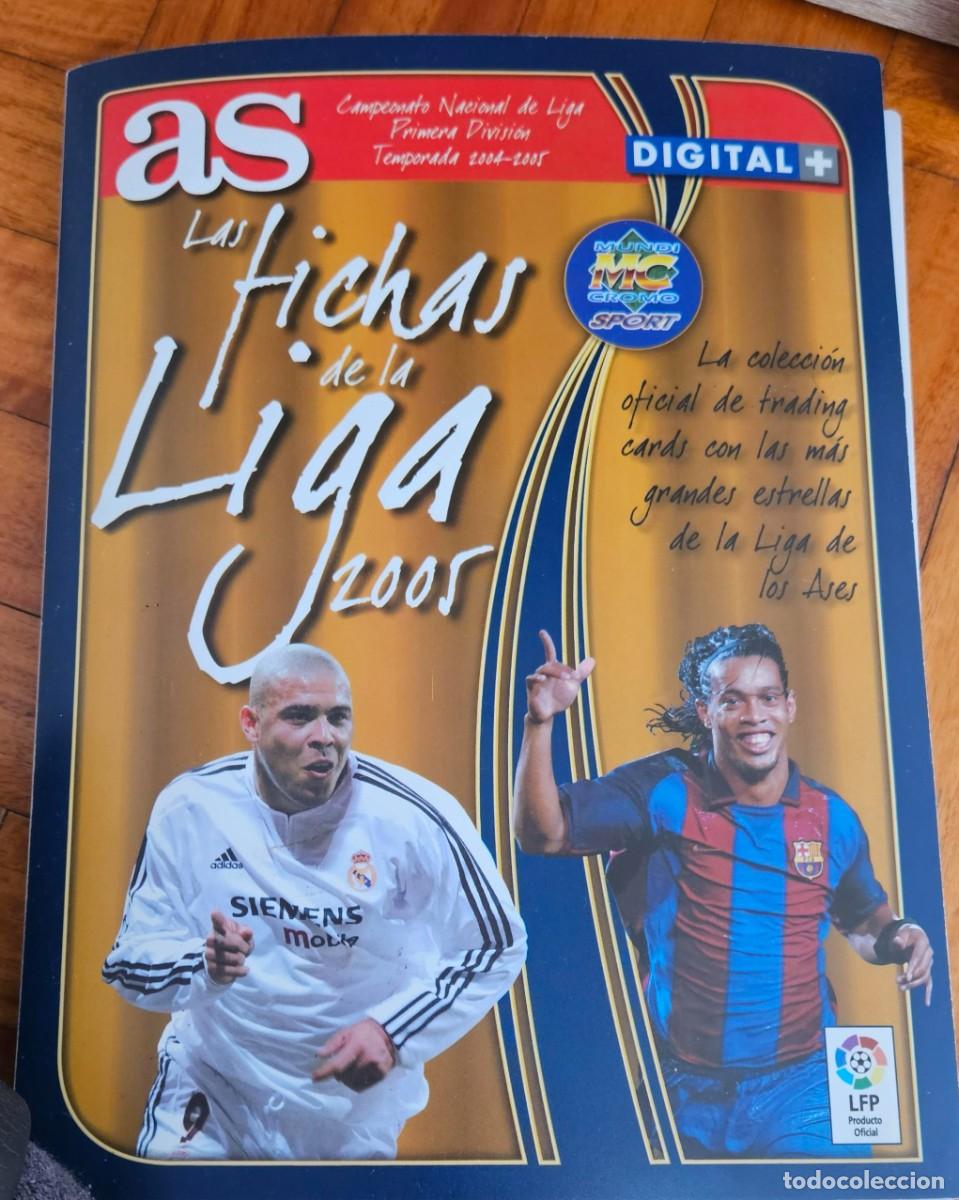 as
Campeonato Nacional de Liga
Primera División
Temporada 2004-2005
DIGITAL +
Las
fichas
de la
Liga
2005
MUNDI
MC
CROMO
SPORT
La colección
oficial de trading
cards con las más
grandes estrellas
de la Liga de
los Ases
adidas
SIEMENS
mobile
9
FCB
LFP
Producto
Oficial
todocoleccion